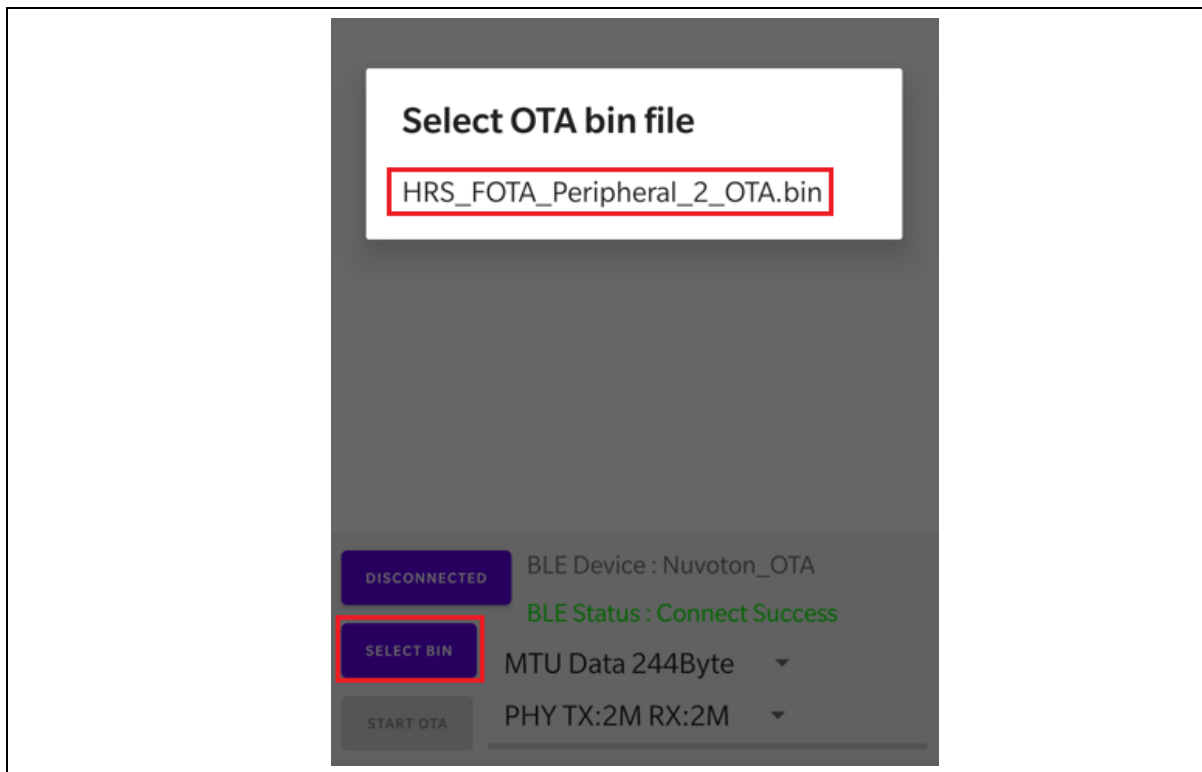 Select OTA bin file
HRS_FOTA_Peripheral_2_OTA.bin
DISCONNECTED
BLE Device : Nuvoton_OTA
BLE Status : Connect Success
SELECT BIN
MTU Data 244Byte
START OTA
PHY TX:2M RX:2M